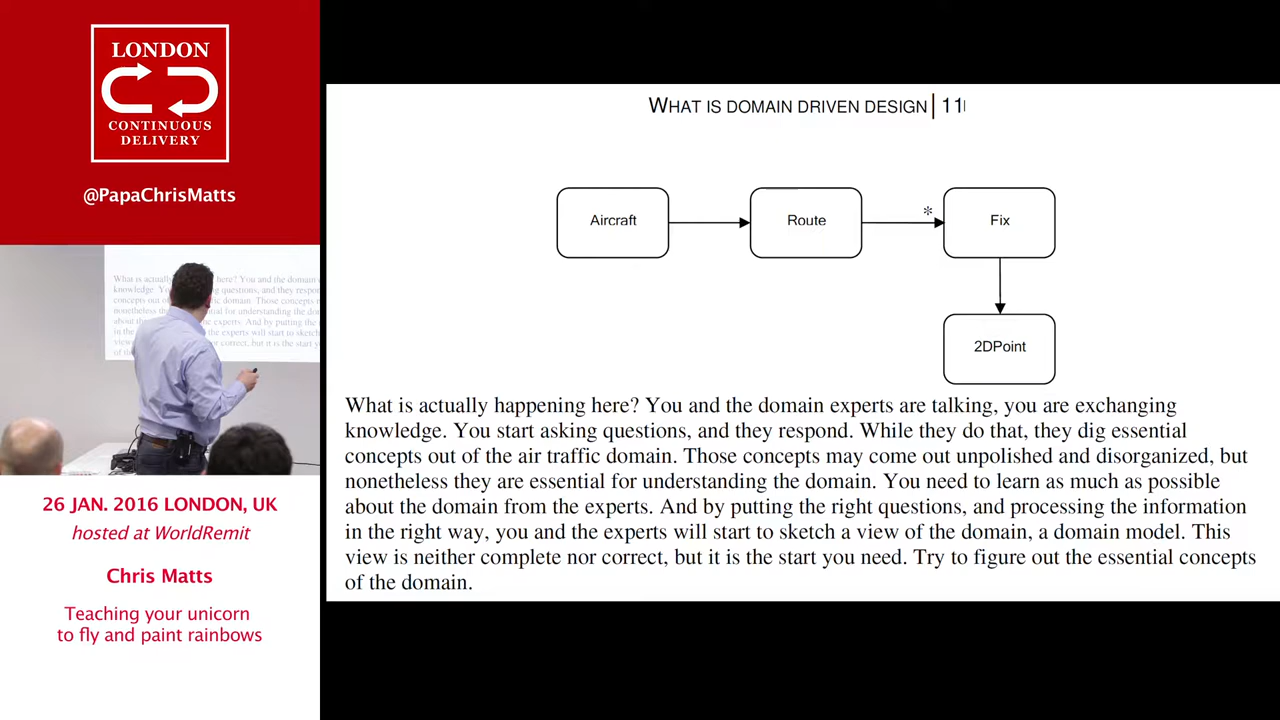 LONDON
CONTINUOUS
DELIVERY
@PapaChrisMatts
26 JAN. 2016 LONDON, UK
hosted at WorldRemit
Chris Matts
Teaching your unicorn
to fly and paint rainbows
WHAT IS DOMAIN DRIVEN DESIGN | 11
Aircraft
Route
*
Fix
2DPoint
What is actually happening here? You and the domain experts are talking, you are exchanging
knowledge. You start asking questions, and they respond. While they do that, they dig essential
concepts out of the air traffic domain. Those concepts may come out unpolished and disorganized, but
nonetheless they are essential for understanding the domain. You need to learn as much as possible
about the domain from the experts. And by putting the right questions, and processing the information
in the right way, you and the experts will start to sketch a view of the domain, a domain model. This
view is neither complete nor correct, but it is the start you need. Try to figure out the essential concepts
of the domain.